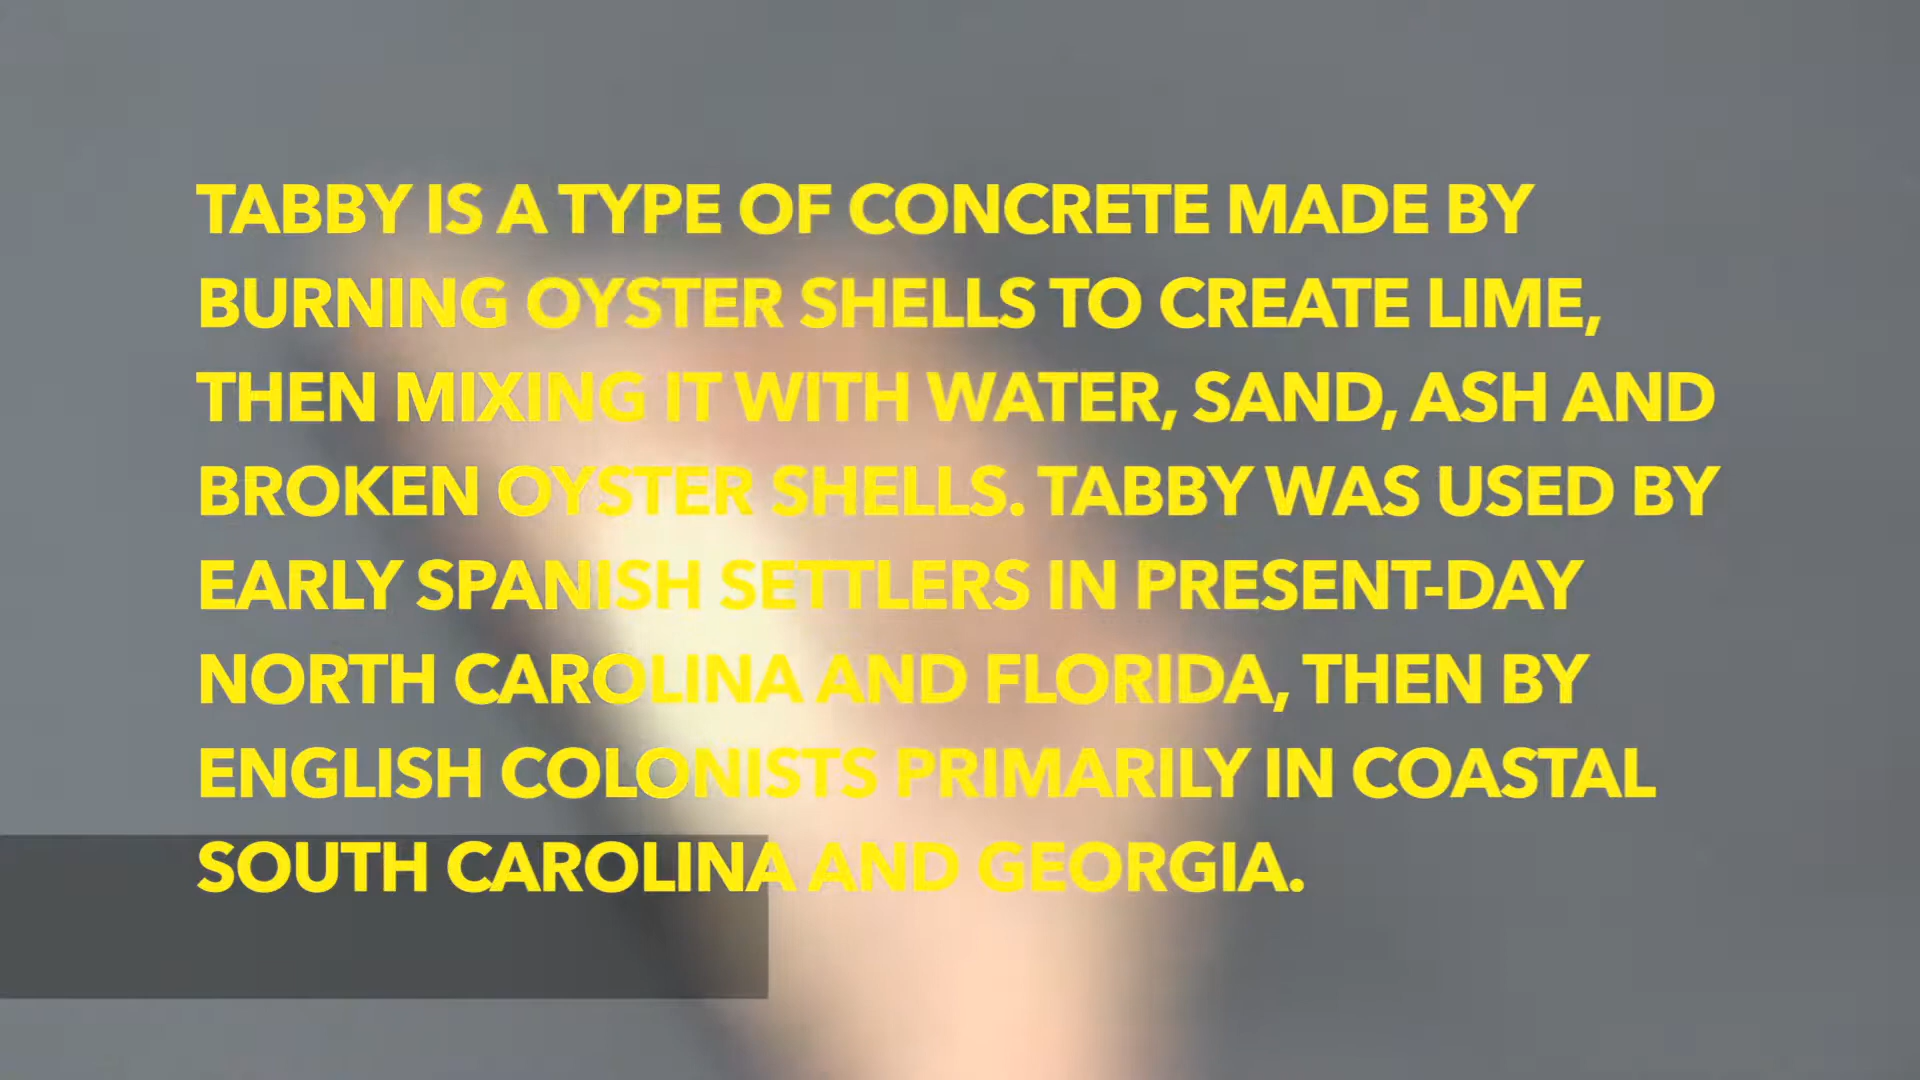 TABBY IS A TYPE OF CONCRETE MADE BY
BURNING OYSTER SHELLS TO CREATE LIME,
THEN MIXING IT WITH WATER, SAND, ASH AND
BROKEN OYSTER SHELLS. TABBY WAS USED BY
EARLY SPANISH SETTLERS IN PRESENT-DAY
NORTH CAROLINA AND FLORIDA, THEN BY
ENGLISH COLONISTS PRIMARILY IN COASTAL
SOUTH CAROLINA AND GEORGIA.